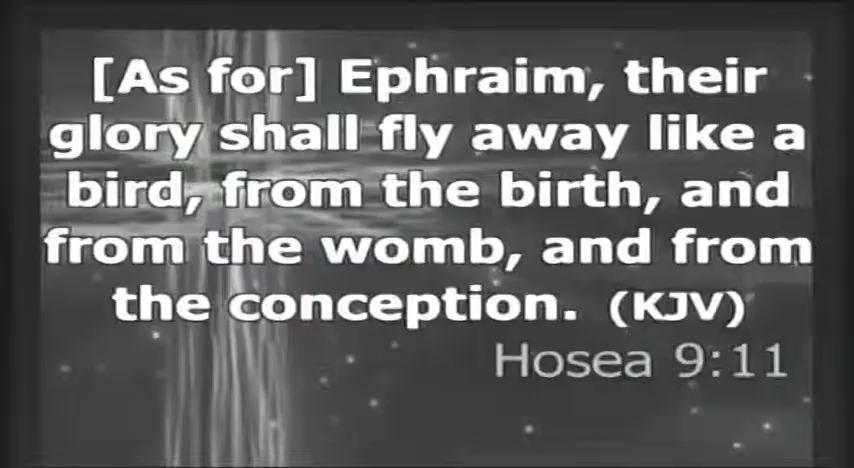 [As for] Ephraim, their
glory shall fly away like a
bird, from the birth, and
from the womb, and from
the conception. (KJV)
Hosea 9:11